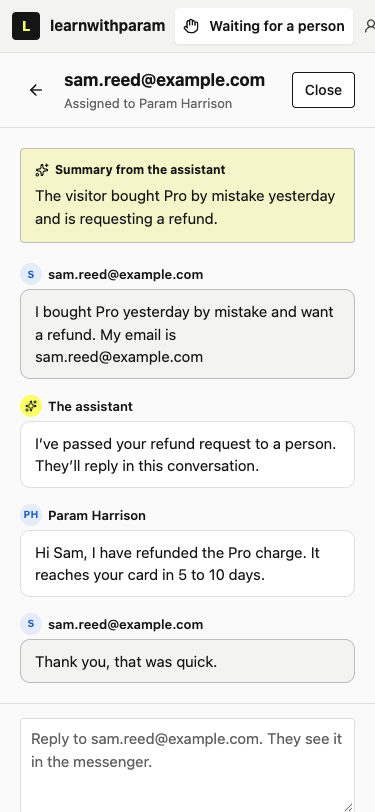 L learnwithparam Waiting for a person
sam.reed@example.com
Assigned to Param Harrison
Close
Summary from the assistant
The visitor bought Pro by mistake yesterday
and is requesting a refund.
S sam.reed@example.com
I bought Pro yesterday by mistake and want
a refund. My email is
sam.reed@example.com
The assistant
I’ve passed your refund request to a person.
They’ll reply in this conversation.
PH Param Harrison
Hi Sam, I have refunded the Pro charge. It
reaches your card in 5 to 10 days.
S sam.reed@example.com
Thank you, that was quick.
Reply to sam.reed@example.com. They see it
in the messenger.